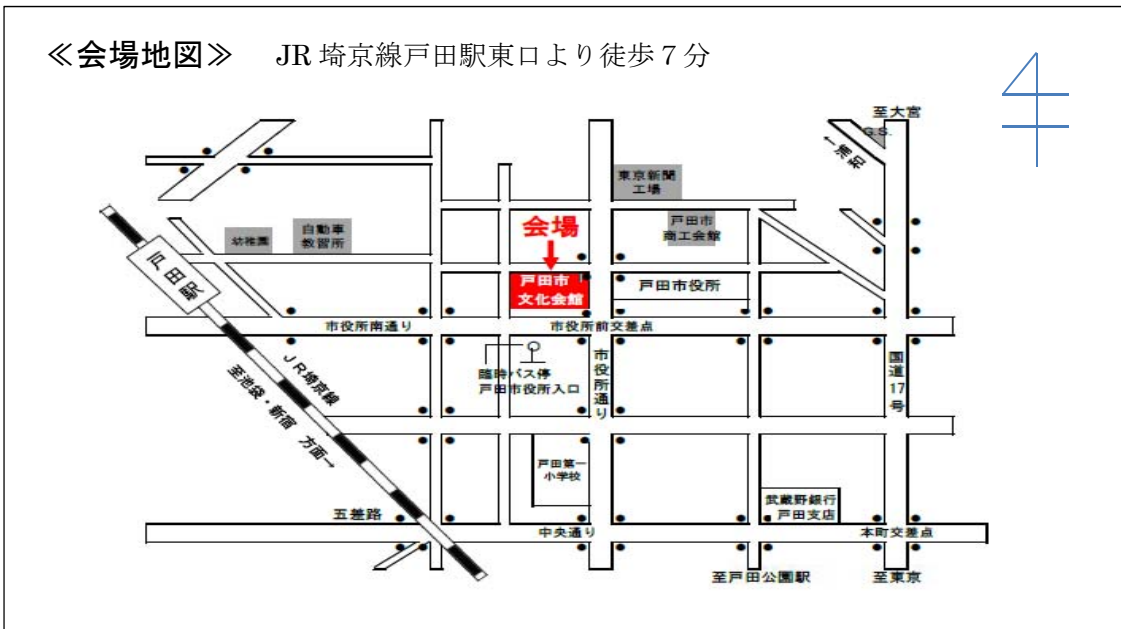 ≪会場地図≫ JR埼京線戸田駅東口より徒歩7分
至大宮
G.S.
←蕨駅
東京新聞
工場
会場
戸田市
商工会館
自動車
教習所
幼稚園
戸田駅
戸田市
文化会館
戸田市役所
市役所南通り
市役所前交差点
臨時バス停
戸田市役所入口
市役所通り
国道17号
JR埼京線
至池袋・新宿 方面→
戸田第一
小学校
武蔵野銀行
戸田支店
五差路
中央通り
本町交差点
至戸田公園駅
至東京